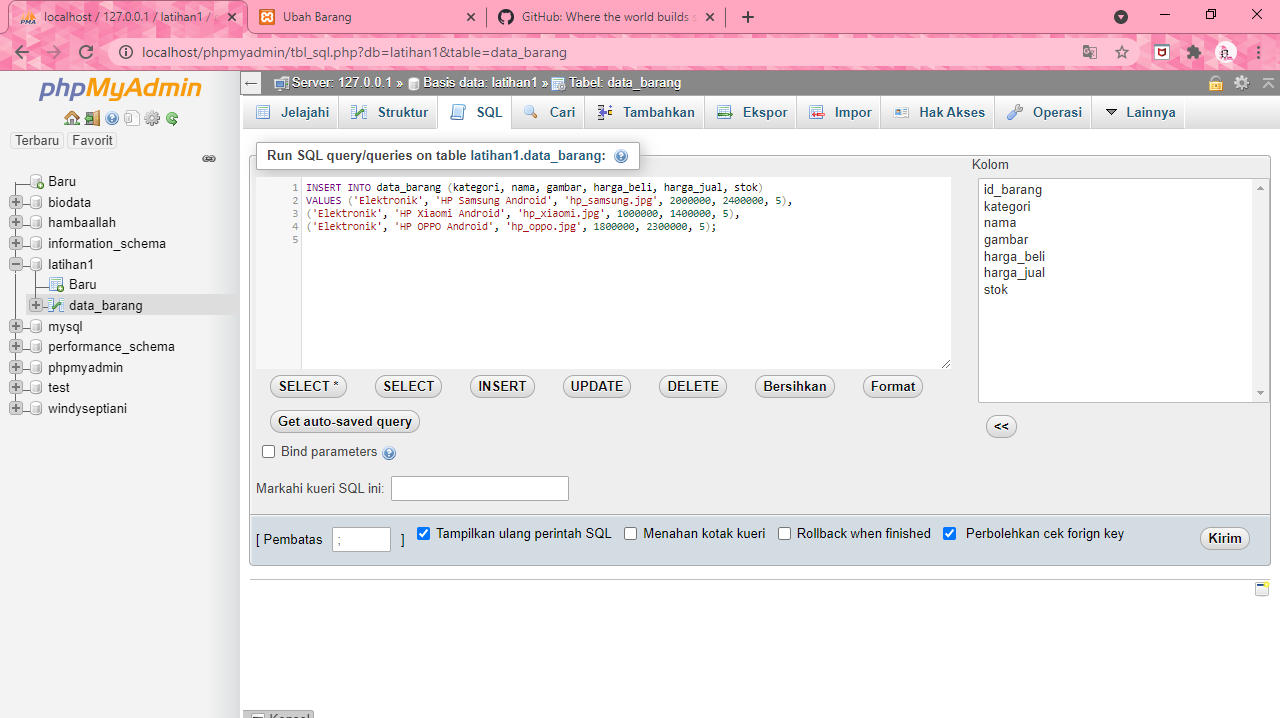 localhost / 127.0.0.1 / latihan1 /
Ubah Barang
GitHub: Where the world builds
localhost/phpmyadmin/tbl_sql.php?db=latihan1&table=data_barang
phpMyAdmin
Terbaru Favorit
Baru
biodata
hambaallah
information_schema
latihan1
Baru
data_barang
mysql
performance_schema
phpmyadmin
test
windyseptiani
Server: 127.0.0.1 » Basis data: latihan1 » Tabel: data_barang
Jelajahi Struktur SQL Cari Tambahkan Ekspor Impor Hak Akses Operasi Lainnya
Run SQL query/queries on table latihan1.data_barang:
1 INSERT INTO data_barang (kategori, nama, gambar, harga_beli, harga_jual, stok)
2 VALUES ('Elektronik', 'HP Samsung Android', 'hp_samsung.jpg', 2000000, 2400000, 5),
3 ('Elektronik', 'HP Xiaomi Android', 'hp_xiaomi.jpg', 1000000, 1400000, 5),
4 ('Elektronik', 'HP OPPO Android', 'hp_oppo.jpg', 1800000, 2300000, 5);
5
Kolom
id_barang
kategori
nama
gambar
harga_beli
harga_jual
stok
<<
SELECT * SELECT INSERT UPDATE DELETE Bersihkan Format
Get auto-saved query
Bind parameters
Markahi kueri SQL ini:
[ Pembatas ; ] Tampilkan ulang perintah SQL Menahan kotak kueri Rollback when finished Perbolehkan cek forign key Kirim
Konsol